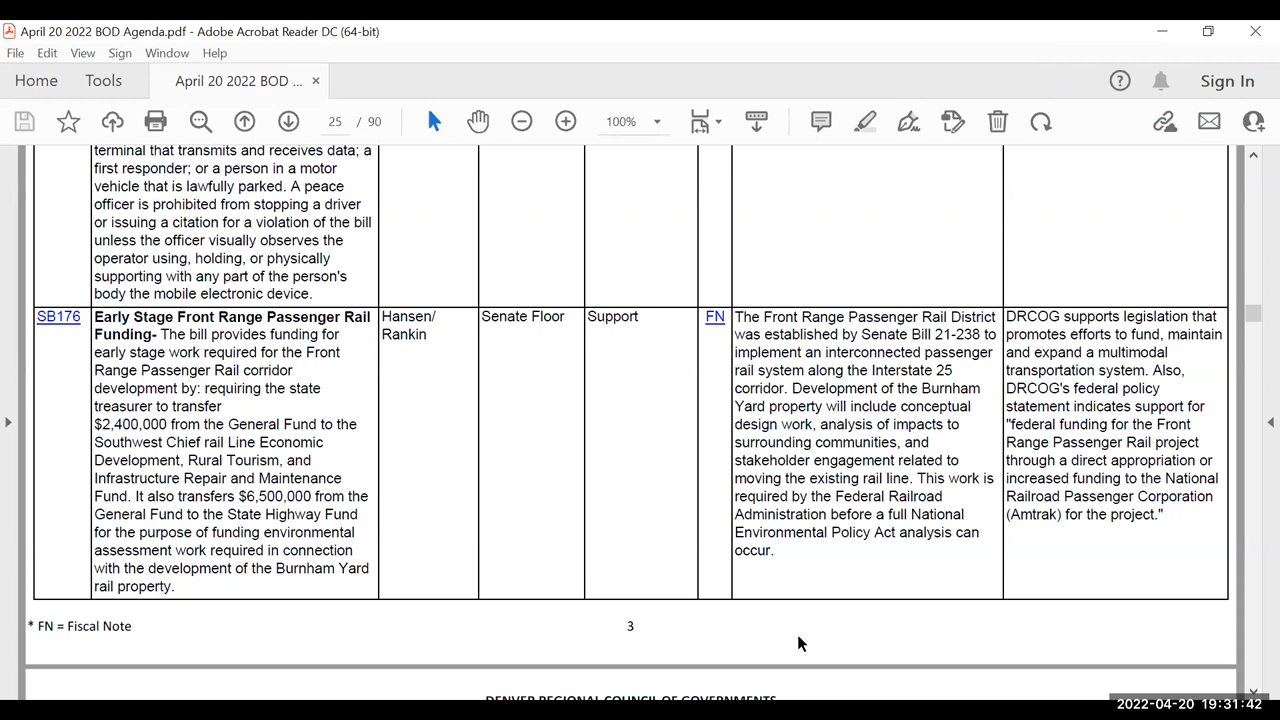 April 20 2022 BOD Agenda.pdf - Adobe Acrobat Reader DC (64-bit)
File Edit View Sign Window Help
Home Tools April 20 2022 BOD ... × Sign In
25 / 90 100%
terminal that transmits and receives data; a
first responder; or a person in a motor
vehicle that is lawfully parked. A peace
officer is prohibited from stopping a driver
or issuing a citation for a violation of the bill
unless the officer visually observes the
operator using, holding, or physically
supporting with any part of the person's
body the mobile electronic device.
SB176
Early Stage Front Range Passenger Rail
Funding- The bill provides funding for
early stage work required for the Front
Range Passenger Rail corridor
development by: requiring the state
treasurer to transfer
$2,400,000 from the General Fund to the
Southwest Chief rail Line Economic
Development, Rural Tourism, and
Infrastructure Repair and Maintenance
Fund. It also transfers $6,500,000 from the
General Fund to the State Highway Fund
for the purpose of funding environmental
assessment work required in connection
with the development of the Burnham Yard
rail property.
Hansen/
Rankin
Senate Floor
Support
FN
The Front Range Passenger Rail District
was established by Senate Bill 21-238 to
implement an interconnected passenger
rail system along the Interstate 25
corridor. Development of the Burnham
Yard property will include conceptual
design work, analysis of impacts to
surrounding communities, and
stakeholder engagement related to
moving the existing rail line. This work is
required by the Federal Railroad
Administration before a full National
Environmental Policy Act analysis can
occur.
DRCOG supports legislation that
promotes efforts to fund, maintain
and expand a multimodal
transportation system. Also,
DRCOG's federal policy
statement indicates support for
"federal funding for the Front
Range Passenger Rail project
through a direct appropriation or
increased funding to the National
Railroad Passenger Corporation
(Amtrak) for the project."
* FN = Fiscal Note
3
DENVER REGIONAL COUNCIL OF GOVERNMENTS
2022-04-20 19:31:42